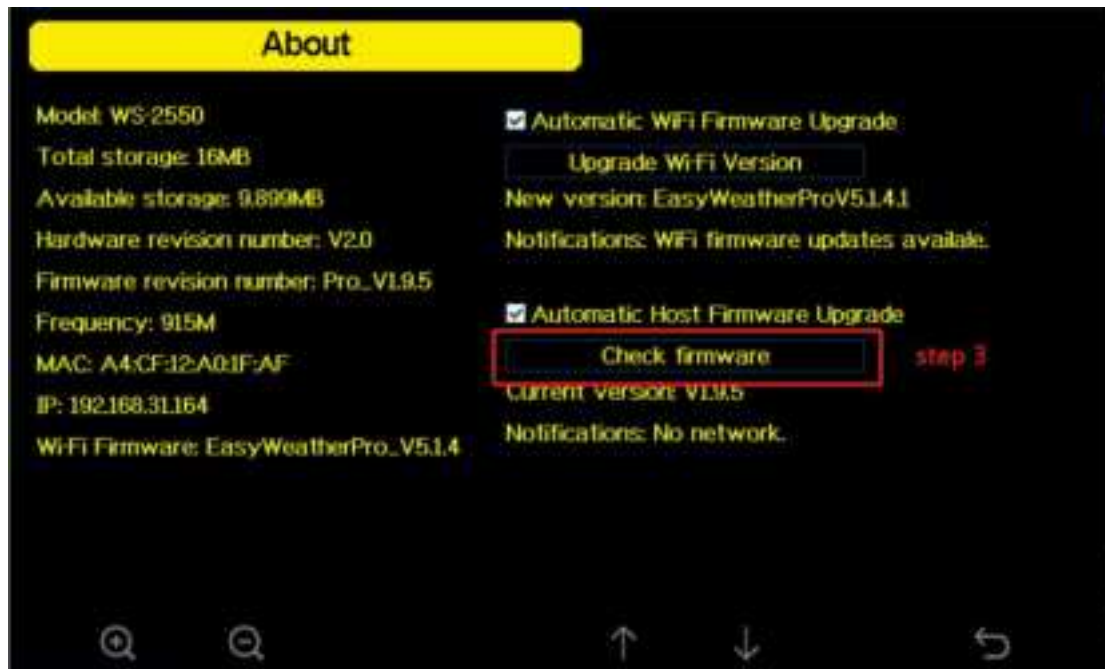 About
Model: WS-2550
Total storage: 16MB
Available storage: 9.899MB
Hardware revision number: V2.0
Firmware revision number: Pro_V1.9.5
Frequency: 915M
MAC: A4:CF:12:A0:1F:AF
IP: 192.168.31.164
Wi-Fi Firmware: EasyWeatherPro_V5.1.4
Automatic WiFi Firmware Upgrade
Upgrade Wi-Fi Version
New version: EasyWeatherProV5.1.4.1
Notifications: WiFi firmware updates availale.
Automatic Host Firmware Upgrade
Check firmware
step 3
Current version: V1.9.5
Notifications: No network.